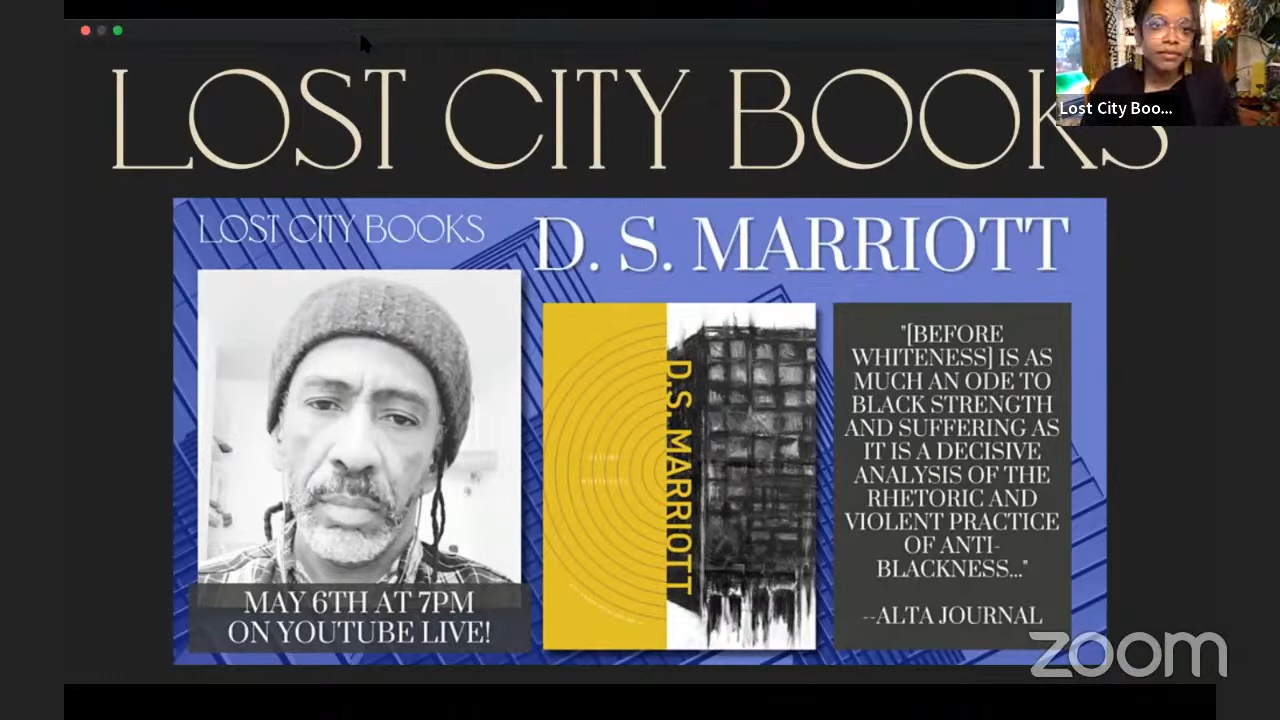 LOST CITY BOOKS
Lost City Boo...
LOST CITY BOOKS
D. S. MARRIOTT
D.S. MARRIOTT
"[BEFORE
WHITENESS] IS AS
MUCH AN ODE TO
BLACK STRENGTH
AND SUFFERING AS
IT IS A DECISIVE
ANALYSIS OF THE
RHETORIC AND
VIOLENT PRACTICE
OF ANTI-
BLACKNESS..."
--ALTA JOURNAL
MAY 6TH AT 7PM
ON YOUTUBE LIVE!
zoom